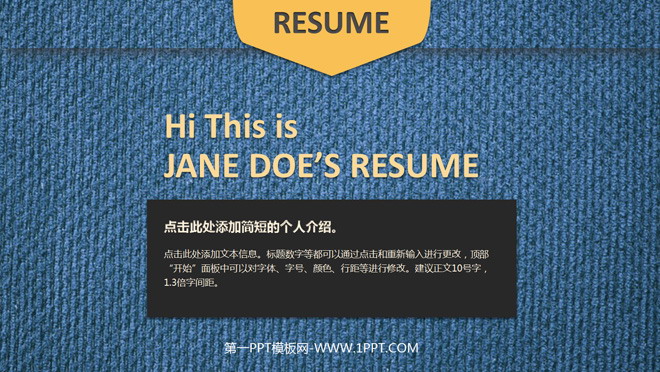 RESUME
Hi This is
JANE DOE’S RESUME
点击此处添加简短的个人介绍。
点击此处添加文本信息。标题数字等都可以通过点击和重新输入进行更改，顶部
“开始”面板中可以对字体、字号、颜色、行距等进行修改。建议正文10号字，
1.3倍字间距。
第一PPT模板网-WWW.1PPT.COM